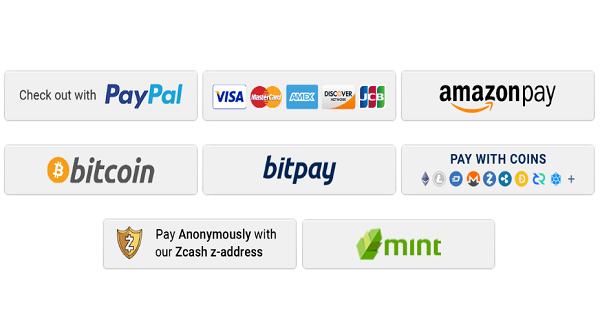 Check out with PayPal
VISA MasterCard AMEX DISCOVER NETWORK JCB
amazonpay
bitcoin
bitpay
PAY WITH COINS
+
Pay Anonymously with
our Zcash z-address
mint